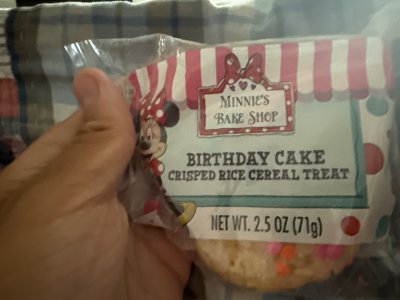 MINNIE'S
BAKE SHOP
BIRTHDAY CAKE
CRISPED RICE CEREAL TREAT
NET WT. 2.5 OZ (71g)